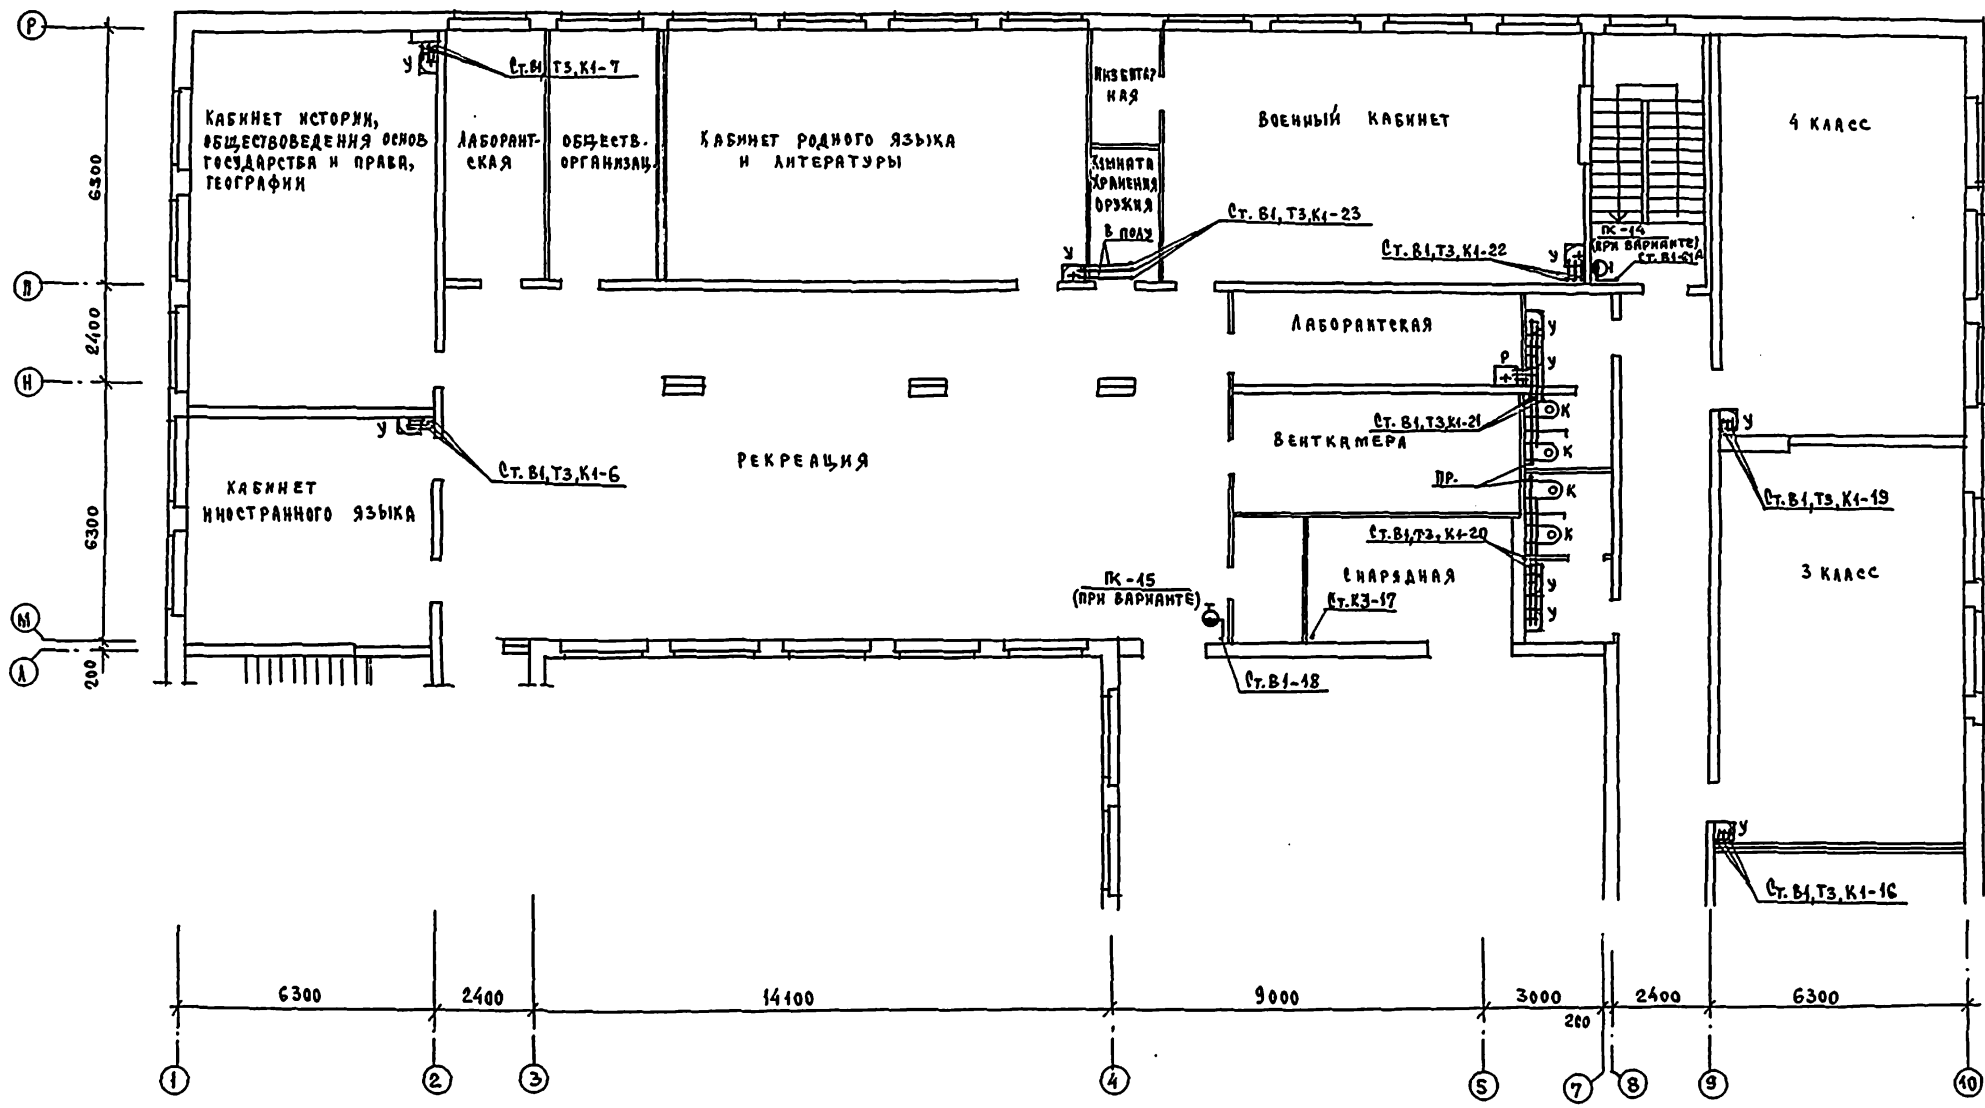 Р
У
Ст. В1, Т3, К1-7
КАБИНЕТ ИСТОРИИ,
ОБЩЕСТВОВЕДЕНИЯ ОСНОВ
ГОСУДАРСТВА И ПРАВА,
ГЕОГРАФИИ
ЛАБОРАНТ-
СКАЯ
ОБЩЕСТВ.
ОРГАНИЗАЦ.
КАБИНЕТ РОДНОГО ЯЗЫКА
И ЛИТЕРАТУРЫ
НАЯ
КОМНАТА
ХРАНЕНИЯ
ОРУЖИЯ
В ПОЛУ
У
Ст. В1, Т3, К1-23
ВОЕННЫЙ КАБИНЕТ
Ст. В1, Т3, К1-22
У
ПК-14
(ПРИ ВАРИАНТЕ)
4 КЛАСС
6300
П
2400
Н
6300
М
Л
200
ЛАБОРАНТСКАЯ
У
У
Р
К
Ст. В1, Т3, К1-21
ВЕНТКАМЕРА
К
ПР.
К
К
Ст. В1, Т3, К1-20
У
У
СНАРЯДНАЯ
Ст. К3-17
ПК-15
(ПРИ ВАРИАНТЕ)
Ст. В1-18
РЕКРЕАЦИЯ
У
Ст. В1, Т3, К1-6
КАБИНЕТ
ИНОСТРАННОГО ЯЗЫКА
У
Ст. В1, Т3, К1-19
3 КЛАСС
У
Ст. В1, Т3, К1-16
6300
2400
14100
9000
3000
200
2400
6300
1
2
3
4
5
7
8
9
10